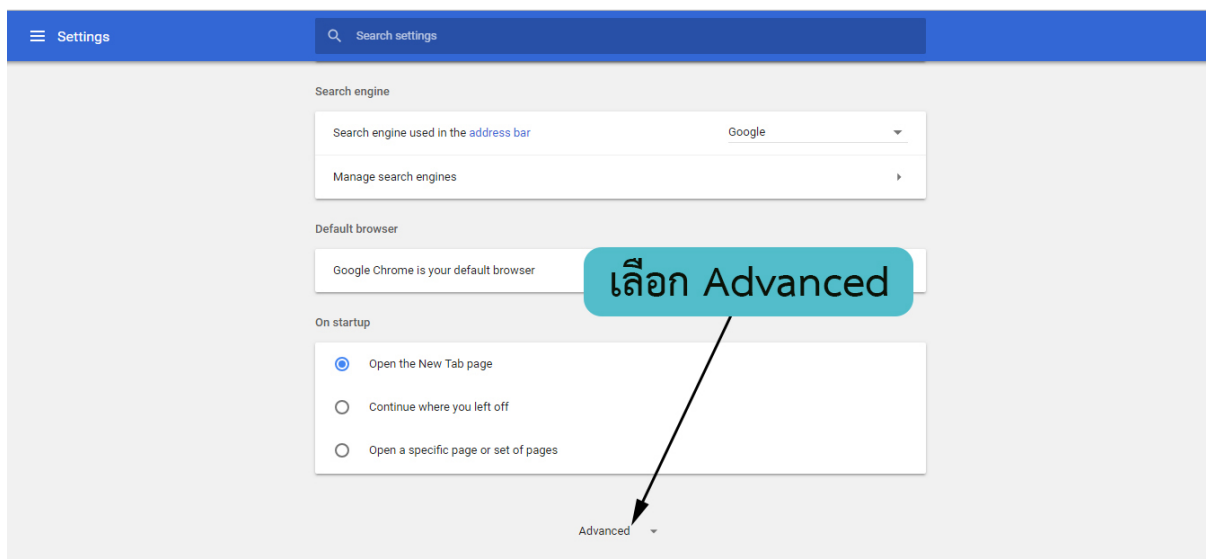 Settings
Search settings
Search engine
Search engine used in the address bar
Google
Manage search engines
Default browser
Google Chrome is your default browser
เลือก Advanced
On startup
Open the New Tab page
Continue where you left off
Open a specific page or set of pages
Advanced